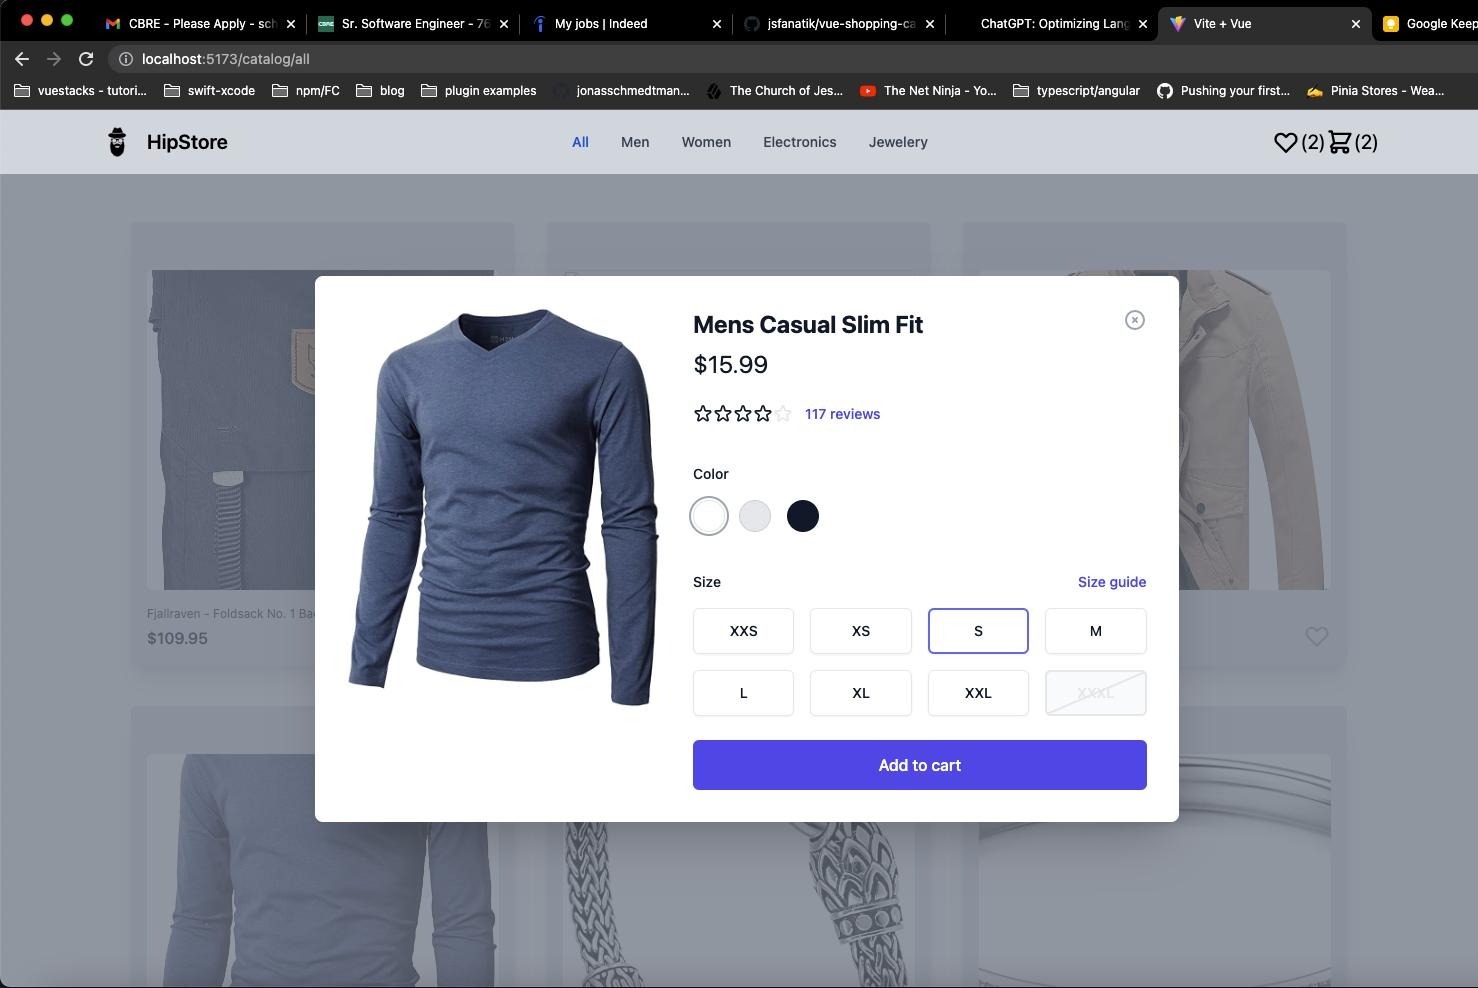 CBRE - Please Apply - sch
Sr. Software Engineer - 76
My jobs | Indeed
jsfanatik/vue-shopping-ca
ChatGPT: Optimizing Lang
Vite + Vue
Google Keep
localhost:5173/catalog/all
vuestacks - tutori...
swift-xcode
npm/FC
blog
plugin examples
jonasschmedtman...
The Church of Jes...
The Net Ninja - Yo...
typescript/angular
Pushing your first...
Pinia Stores - Wea...
HipStore
All
Men
Women
Electronics
Jewelery
(2)
(2)
Mens Casual Slim Fit
$15.99
117 reviews
Color
Size
Size guide
XXS
XS
S
M
L
XL
XXL
XXXL
Add to cart
Fjallraven - Foldsack No. 1 Bac
$109.95